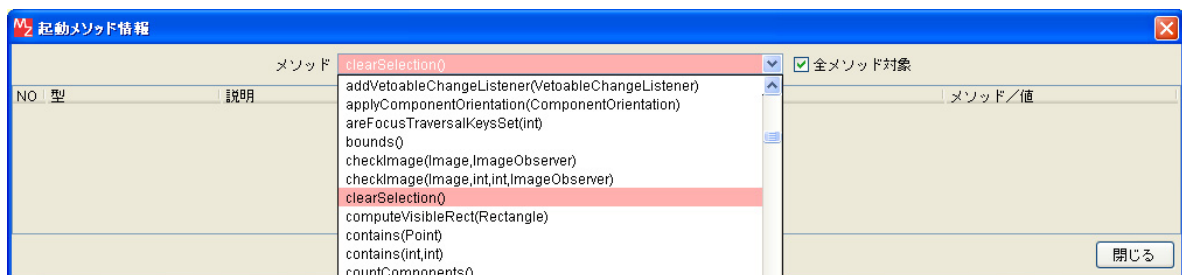 起動メソッド情報
メソッド clearSelection() 全メソッド対象
NO 型 説明 メソッド/値
addVetoableChangeListener(VetoableChangeListener)
applyComponentOrientation(ComponentOrientation)
areFocusTraversalKeysSet(int)
bounds()
checkImage(Image,ImageObserver)
checkImage(Image,int,int,ImageObserver)
clearSelection()
computeVisibleRect(Rectangle)
contains(Point)
contains(int,int)
countComponents()
閉じる